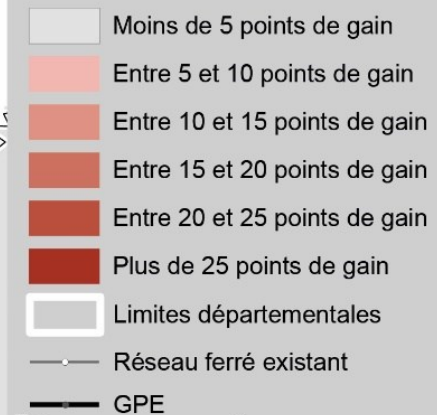 Moins de 5 points de gain
Entre 5 et 10 points de gain
Entre 10 et 15 points de gain
Entre 15 et 20 points de gain
Entre 20 et 25 points de gain
Plus de 25 points de gain
Limites départementales
Réseau ferré existant
GPE